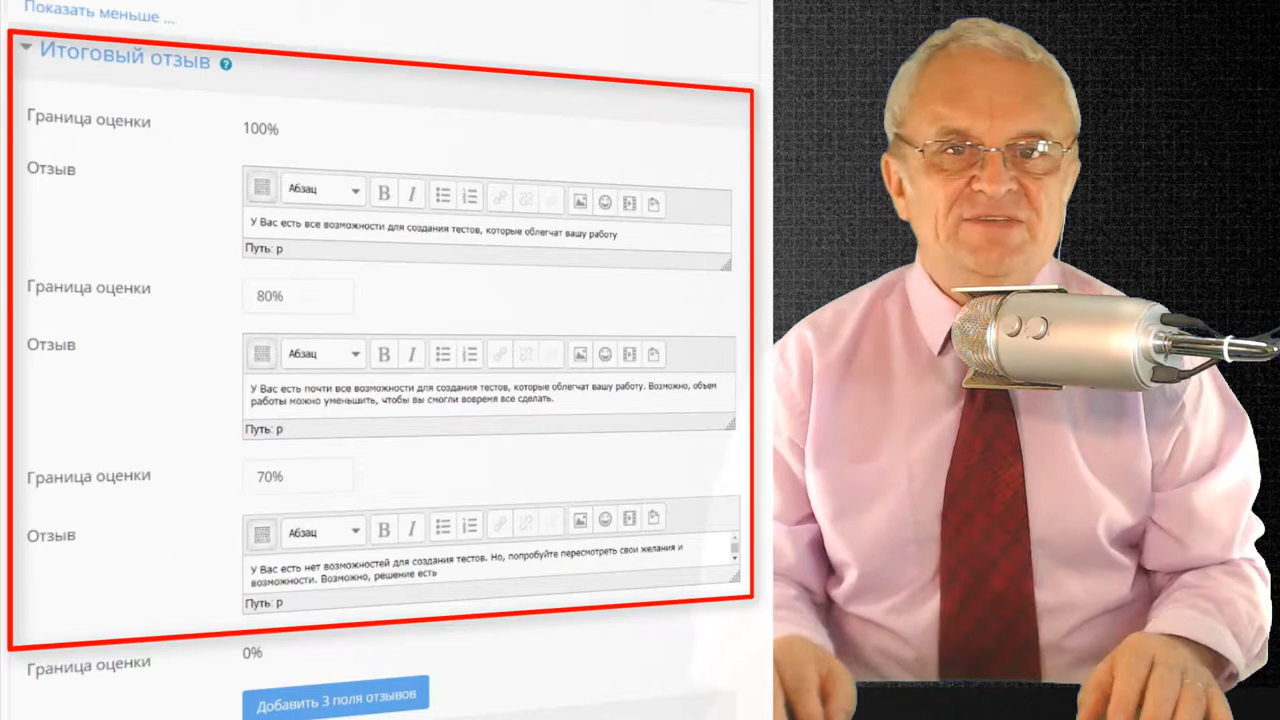 Показать меньше ...
Итоговый отзыв
Граница оценки 100%
Отзыв
Абзац B I
У Вас есть все возможности для создания тестов, которые облегчат вашу работу
Путь: p
Граница оценки 80%
Отзыв
Абзац B I
У Вас есть почти все возможности для создания тестов, которые облегчат вашу работу. Возможно, объем
работы можно уменьшить, чтобы вы смогли вовремя все сделать.
Путь: p
Граница оценки 70%
Отзыв
Абзац B I
У Вас есть нет возможностей для создания тестов. Но, попробуйте пересмотреть свои желания и
возможности. Возможно, решение есть
Путь: p
Граница оценки 0%
Добавить 3 поля отзывов